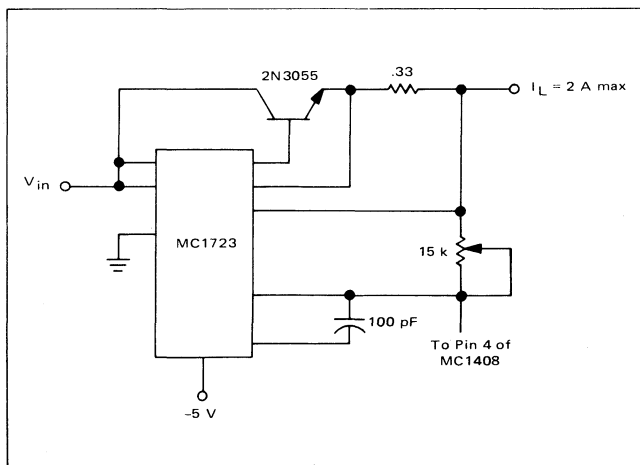 2N3055
.33
I_L = 2 A max
V_in
MC1723
15 k
100 pF
To Pin 4 of
MC1408
–5 V